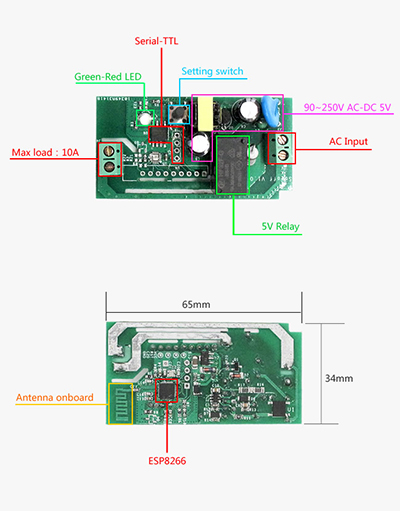 Serial-TTL
Green-Red LED
Setting switch
90~250V AC-DC 5V
Max load：10A
AC Input
5V Relay
65mm
34mm
Antenna onboard
ESP8266